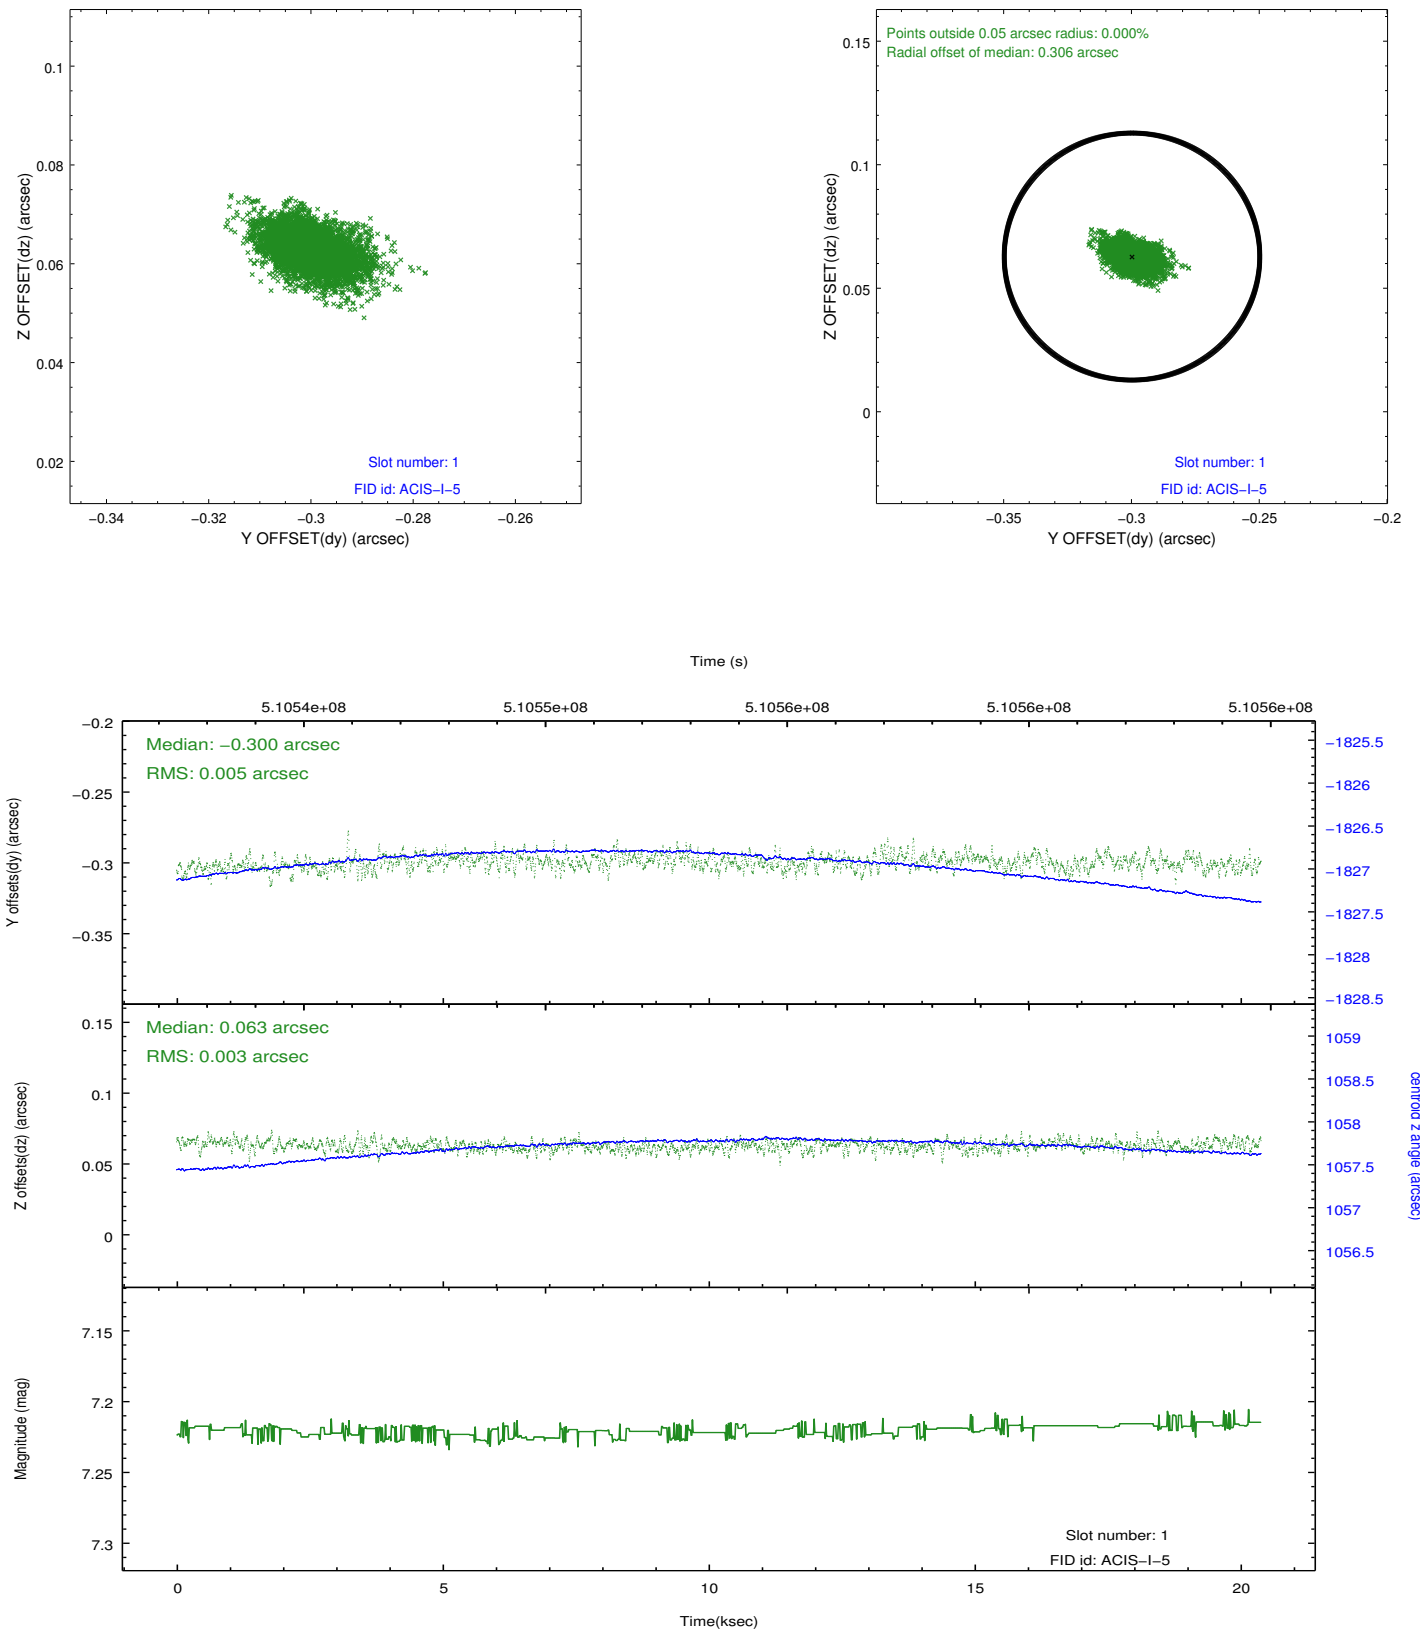 0.1
0.08
0.06
0.04
0.02
Z OFFSET(dz) (arcsec)
Slot number: 1
FID id: ACIS-I-5
−0.34
−0.32
−0.3
−0.28
−0.26
Y OFFSET(dy) (arcsec)
Points outside 0.05 arcsec radius: 0.000%
Radial offset of median: 0.306 arcsec
0.15
0.1
0.05
0
Z OFFSET(dz) (arcsec)
Slot number: 1
FID id: ACIS-I-5
−0.35
−0.3
−0.25
−0.2
Y OFFSET(dy) (arcsec)
Time (s)
5.1054e+08
5.1055e+08
5.1056e+08
5.1056e+08
5.1056e+08
Median: −0.300 arcsec
RMS: 0.005 arcsec
−0.2
−0.25
−0.3
−0.35
Y offsets(dy) (arcsec)
−1825.5
−1826
−1826.5
−1827
−1827.5
−1828
−1828.5
Median: 0.063 arcsec
RMS: 0.003 arcsec
0.15
0.1
0.05
0
Z offsets(dz) (arcsec)
1059
1058.5
1058
1057.5
1057
1056.5
centroid z angle (arcsec)
7.15
7.2
7.25
7.3
Magnitude (mag)
Slot number: 1
FID id: ACIS-I-5
0
5
10
15
20
Time(ksec)